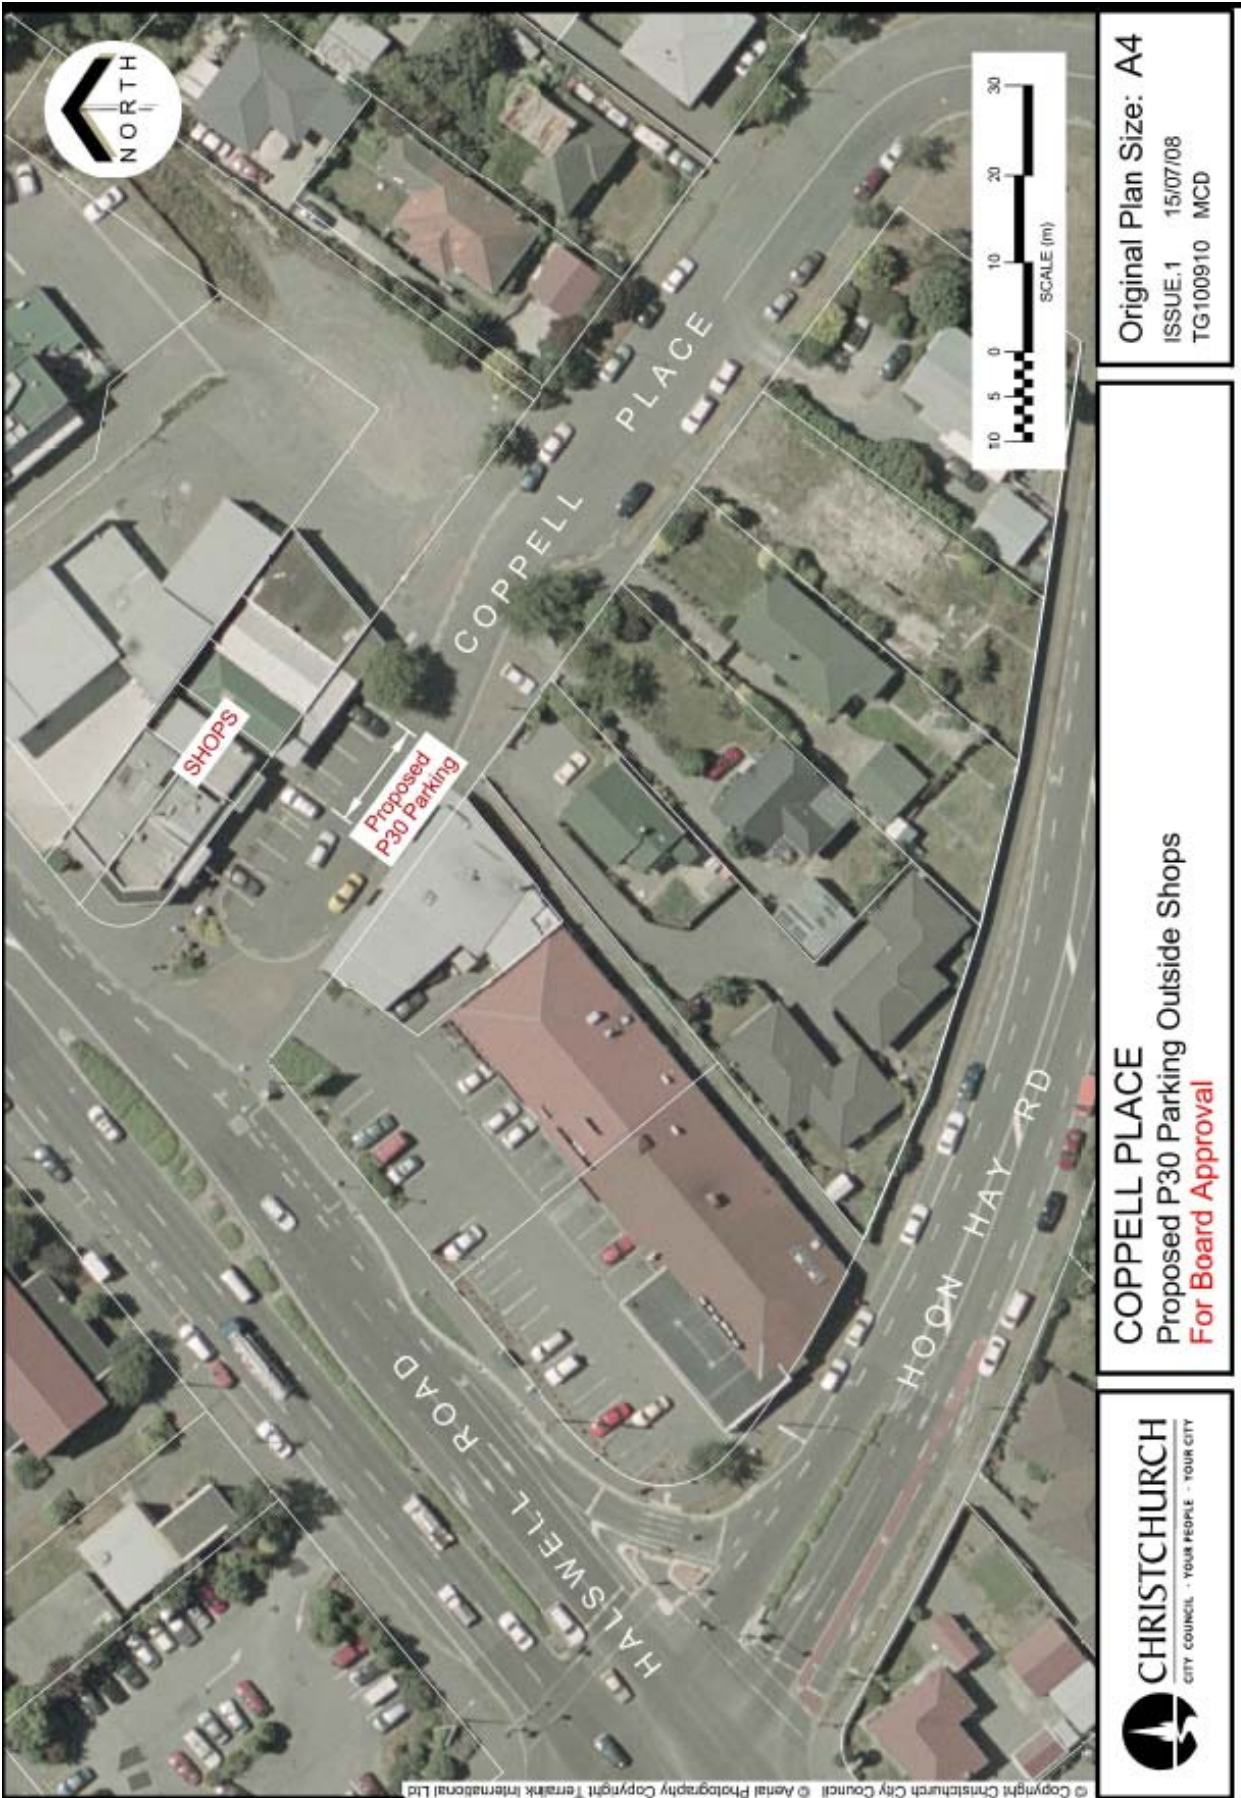 NORTH
SHOPS
Proposed
P30 Parking
COPPELL PLACE
HALSWELL ROAD
HOON HAY RD
10 5 0 10 20 30
SCALE (m)
© Copyright Christchurch City Council © Aerial Photography Copyright Terralink International Ltd
CHRISTCHURCH
CITY COUNCIL · YOUR PEOPLE · YOUR CITY
COPPELL PLACE
Proposed P30 Parking Outside Shops
For Board Approval
Original Plan Size: A4
ISSUE.1 15/07/08
TG100910 MCD